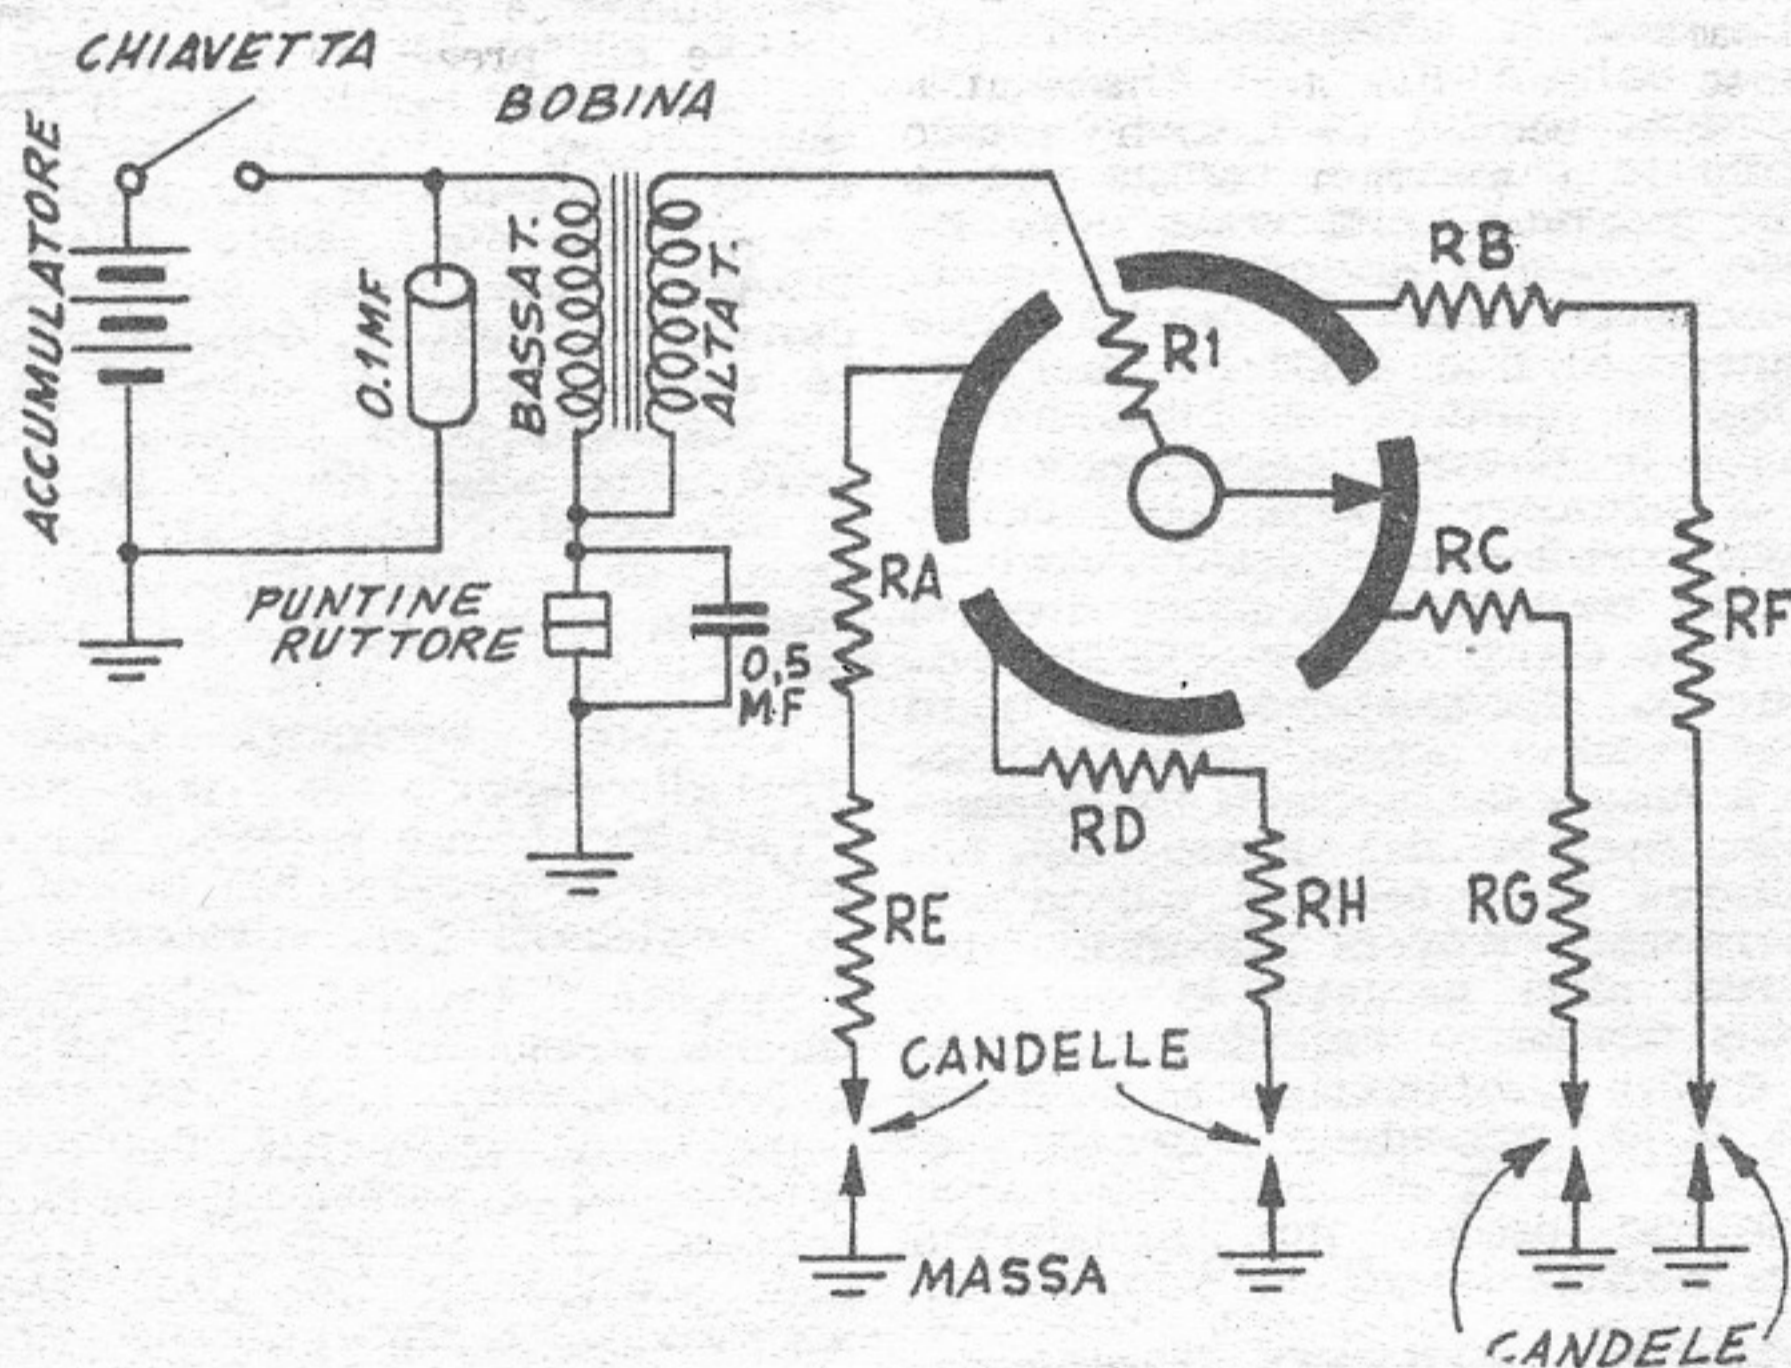 CHIAVETTA
BOBINA
ACCUMULATORE
0.1MF
BASSA T.
ALTA T.
R1
RB
RA
RC
RF
PUNTINE
RUTTORE
0,5
MF
RD
RE
RH
RG
CANDELLE
MASSA
CANDELE